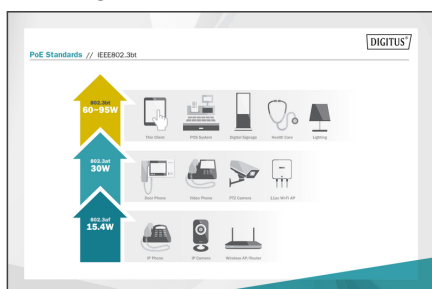 DIGITUS®
PoE Standards // IEEE802.3bt
802.3bt
60~95W
Thin Client
POS System
Digital Signage
Health Care
Lighting
802.3at
30W
Door Phone
Video Phone
PTZ Camera
11ac Wi-Fi AP
802.3af
15.4W
IP Phone
IP Camera
Wireless AP/Router